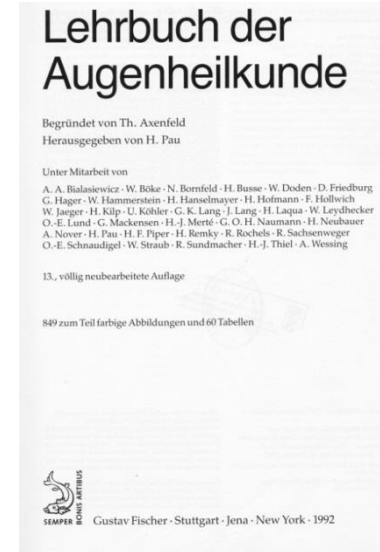 Lehrbuch der
Augenheilkunde
Begründet von Th. Axenfeld
Herausgegeben von H. Pau
Unter Mitarbeit von
A. A. Bialasiewicz · W. Böke · N. Bornfeld · H. Busse · W. Doden · D. Friedburg
G. Hager · W. Hammerstein · H. Hanselmayer · H. Hofmann · F. Hollwich
W. Jaeger · H. Kilp · U. Köhler · G. K. Lang · J. Lang · H. Laqua · W. Leydhecker
O.-E. Lund · G. Mackensen · H.-J. Merté · G. O. H. Naumann · H. Neubauer
A. Nover · H. Pau · H. F. Piper · H. Remky · R. Rochels · R. Sachsenweger
O.-E. Schnaudigel · W. Straub · R. Sundmacher · H.-J. Thiel · A. Wessing
13., völlig neubearbeitete Auflage
849 zum Teil farbige Abbildungen und 60 Tabellen
SEMPER
BONIS ARTIBUS
Gustav Fischer · Stuttgart · Jena · New York · 1992